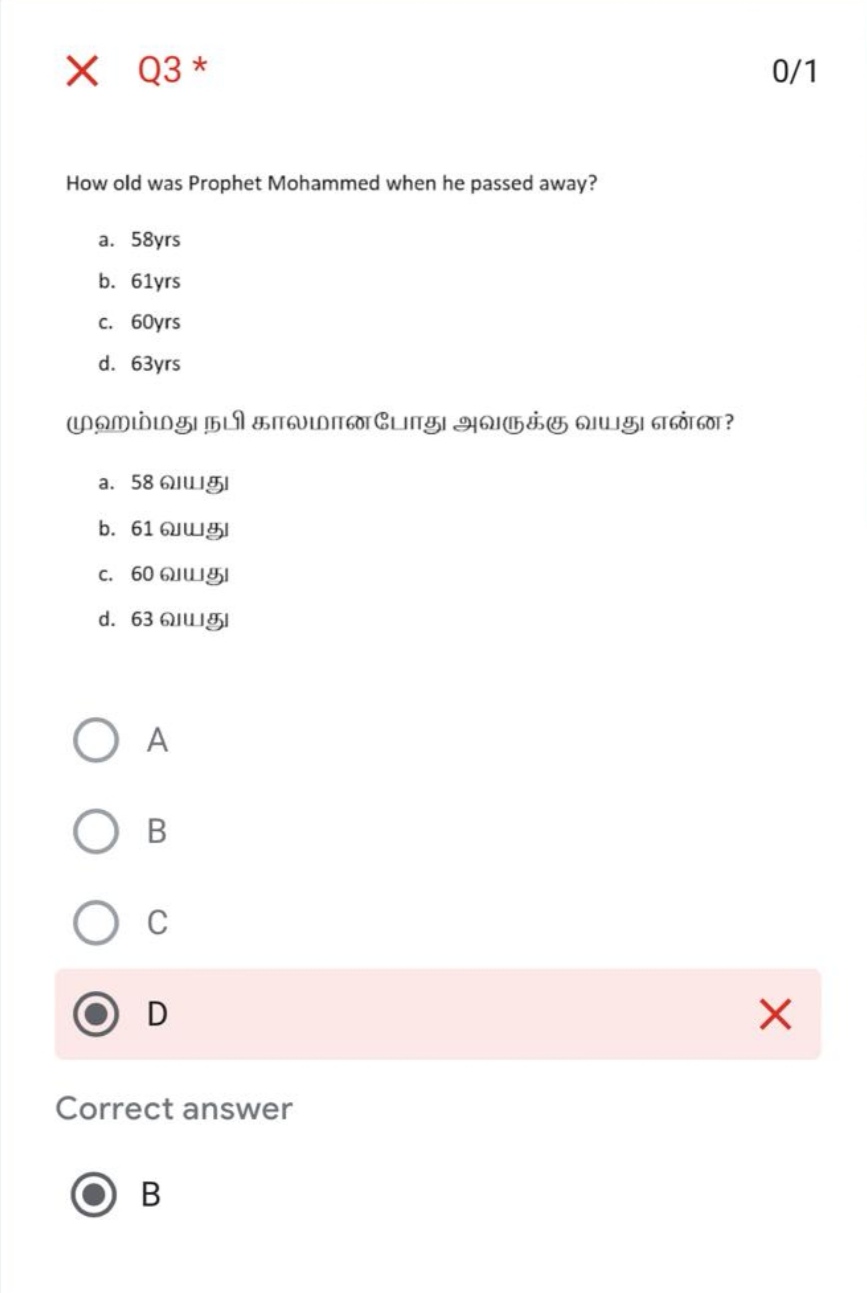 Q3 *
0/1
How old was Prophet Mohammed when he passed away?
a. 58yrs
b. 61yrs
c. 60yrs
d. 63yrs
முஹம்மது நபி காலமானபோது அவருக்கு வயது என்ன?
a. 58 வயது
b. 61 வயது
c. 60 வயது
d. 63 வயது
A
B
C
D
Correct answer
B